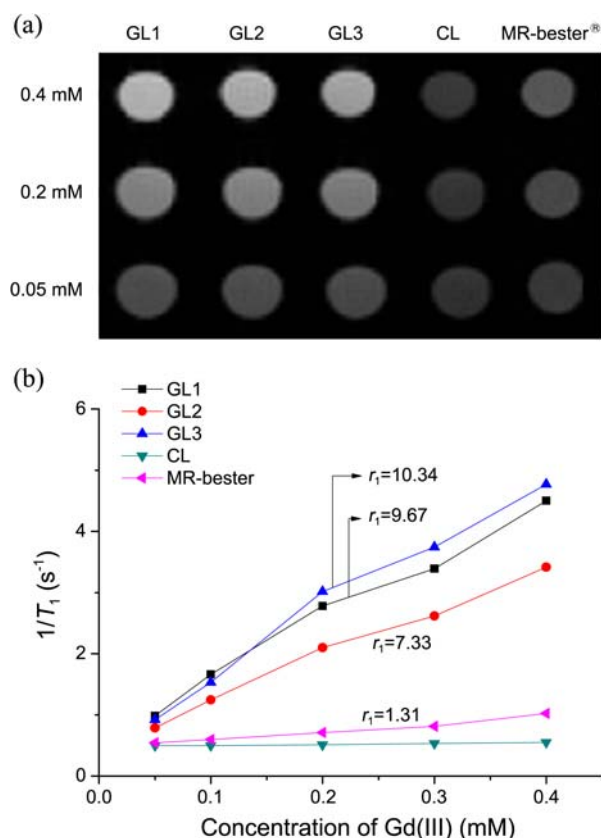 (a)
GL1 GL2 GL3 CL MR-bester®
0.4 mM
0.2 mM
0.05 mM
(b)
GL1
GL2
GL3
CL
MR-bester
r1=10.34
r1=9.67
r1=7.33
r1=1.31
6
4
2
0
1/T1 (s-1)
0.0 0.1 0.2 0.3 0.4
Concentration of Gd(III) (mM)